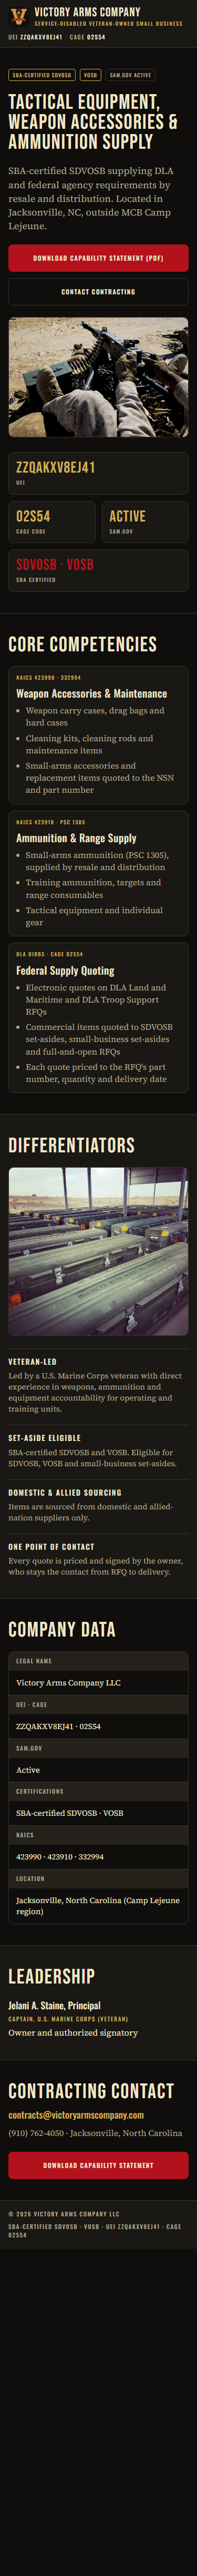 VICTORY ARMS COMPANY
SERVICE-DISABLED VETERAN-OWNED SMALL BUSINESS
UEI ZZQAKXV8EJ41 CAGE 02S54
SBA-CERTIFIED SDVOSB VOSB SAM.GOV ACTIVE
TACTICAL EQUIPMENT,
WEAPON ACCESSORIES &
AMMUNITION SUPPLY
SBA-certified SDVOSB supplying DLA
and federal agency requirements by
resale and distribution. Located in
Jacksonville, NC, outside MCB Camp
Lejeune.
DOWNLOAD CAPABILITY STATEMENT (PDF)
CONTACT CONTRACTING
ZZQAKXV8EJ41
UEI
02S54
CAGE CODE
ACTIVE
SAM.GOV
SDVOSB · VOSB
SBA CERTIFIED
CORE COMPETENCIES
NAICS 423990 · 332994
Weapon Accessories & Maintenance
• Weapon carry cases, drag bags and
hard cases
• Cleaning kits, cleaning rods and
maintenance items
• Small-arms accessories and
replacement items quoted to the NSN
and part number
NAICS 423910 · PSC 1305
Ammunition & Range Supply
• Small-arms ammunition (PSC 1305),
supplied by resale and distribution
• Training ammunition, targets and
range consumables
• Tactical equipment and individual
gear
DLA DIBBS · CAGE 02S54
Federal Supply Quoting
• Electronic quotes on DLA Land and
Maritime and DLA Troop Support
RFQs
• Commercial items quoted to SDVOSB
set-asides, small-business set-asides
and full-and-open RFQs
• Each quote priced to the RFQ's part
number, quantity and delivery date
DIFFERENTIATORS
VETERAN-LED
Led by a U.S. Marine Corps veteran with direct
experience in weapons, ammunition and
equipment accountability for operating and
training units.
SET-ASIDE ELIGIBLE
SBA-certified SDVOSB and VOSB. Eligible for
SDVOSB, VOSB and small-business set-asides.
DOMESTIC & ALLIED SOURCING
Items are sourced from domestic and allied-
nation suppliers only.
ONE POINT OF CONTACT
Every quote is priced and signed by the owner,
who stays the contact from RFQ to delivery.
COMPANY DATA
LEGAL NAME
Victory Arms Company LLC
UEI · CAGE
ZZQAKXV8EJ41 · 02S54
SAM.GOV
Active
CERTIFICATIONS
SBA-certified SDVOSB · VOSB
NAICS
423990 · 423910 · 332994
LOCATION
Jacksonville, North Carolina (Camp Lejeune
region)
LEADERSHIP
Jelani A. Staine, Principal
CAPTAIN, U.S. MARINE CORPS (VETERAN)
Owner and authorized signatory
CONTRACTING CONTACT
contracts@victoryarmscompany.com
(910) 762-4050 · Jacksonville, North Carolina
DOWNLOAD CAPABILITY STATEMENT
© 2026 VICTORY ARMS COMPANY LLC
SBA-CERTIFIED SDVOSB · VOSB · UEI ZZQAKXV8EJ41 · CAGE
02S54